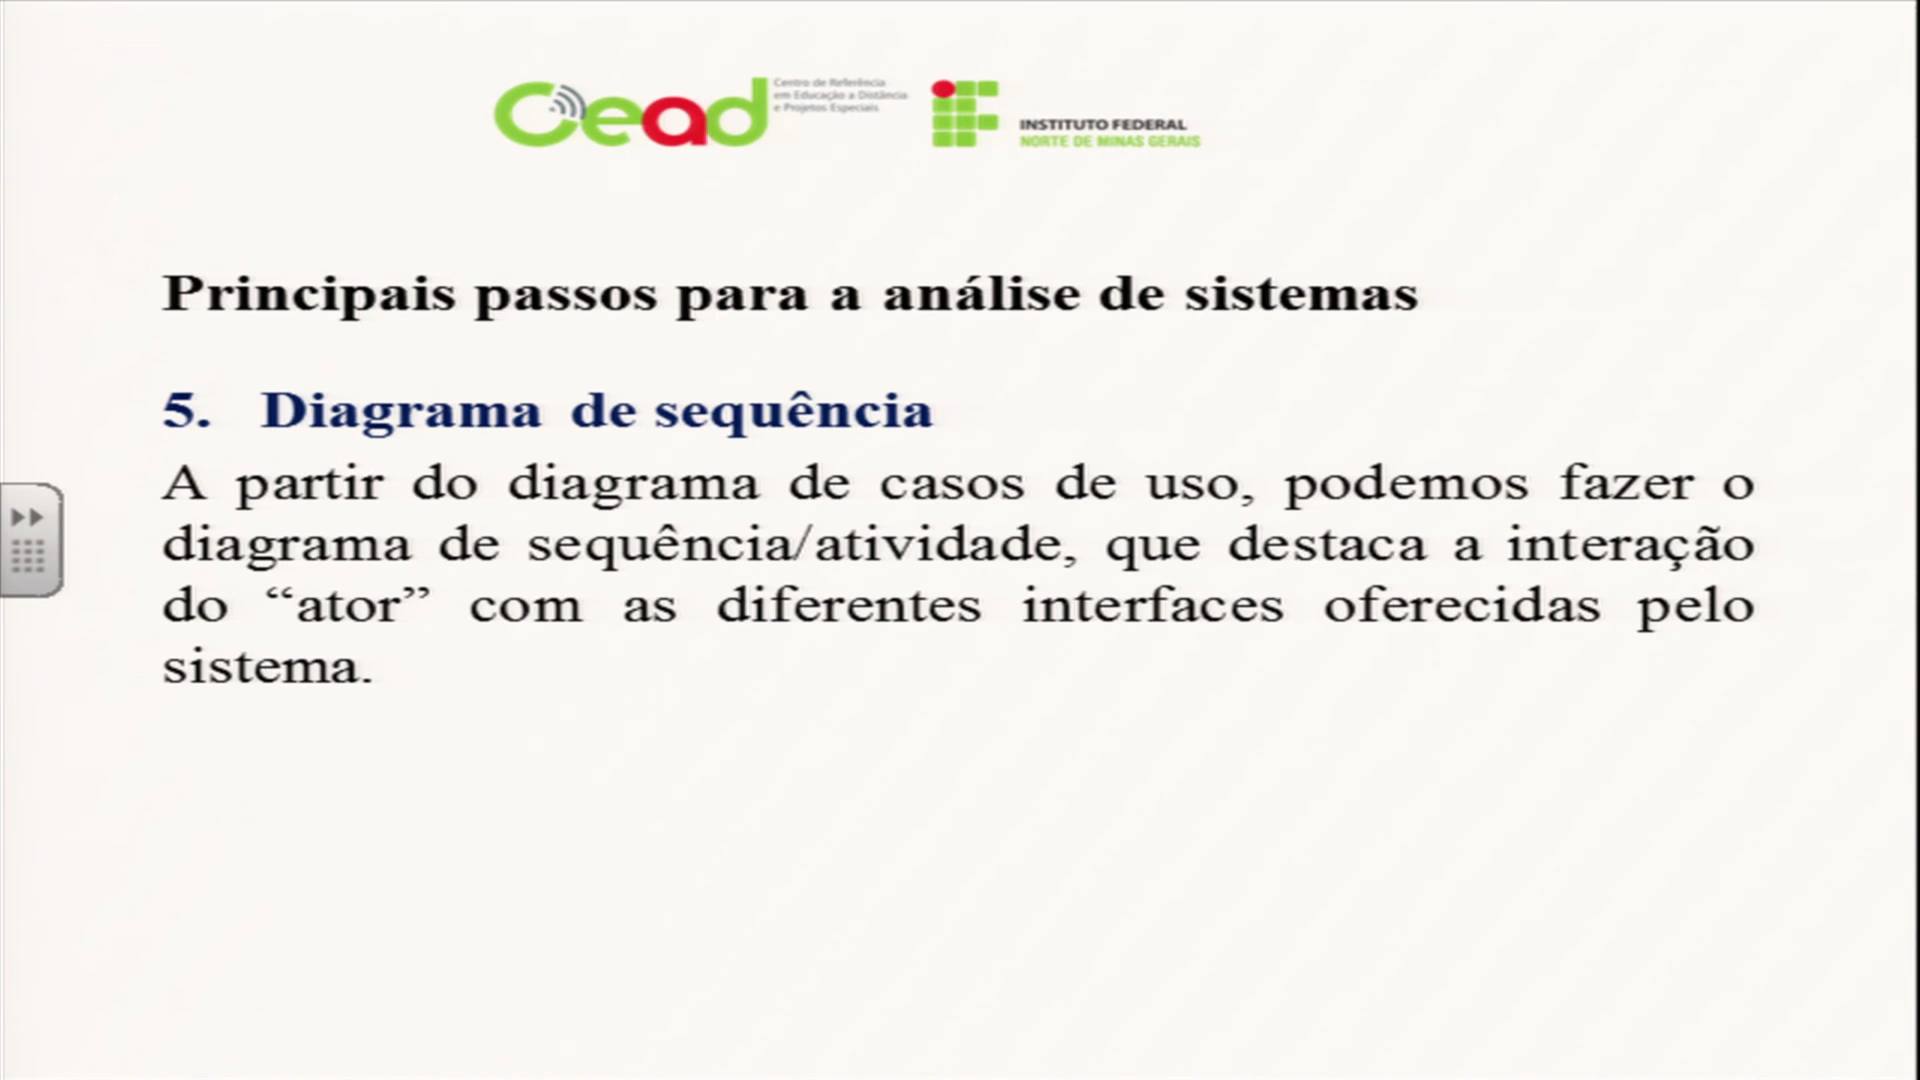 cead
Centro de Referência
em Educação a Distância
e Projetos Especiais
INSTITUTO FEDERAL
NORTE DE MINAS GERAIS
Principais passos para a análise de sistemas
5. Diagrama de sequência
A partir do diagrama de casos de uso, podemos fazer o
diagrama de sequência/atividade, que destaca a interação
do “ator” com as diferentes interfaces oferecidas pelo
sistema.